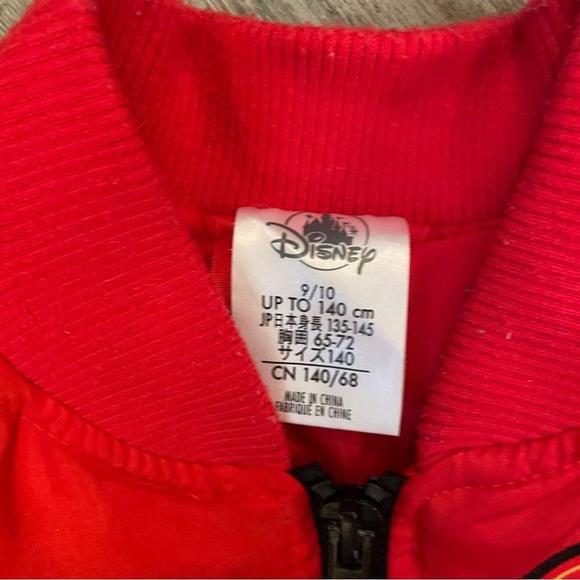 Disney
9/10
UP TO 140 cm
JP日本身長 135-145
胸囲 65-72
サイズ140
CN 140/68
MADE IN CHINA
FABRIQUÉ EN CHINE